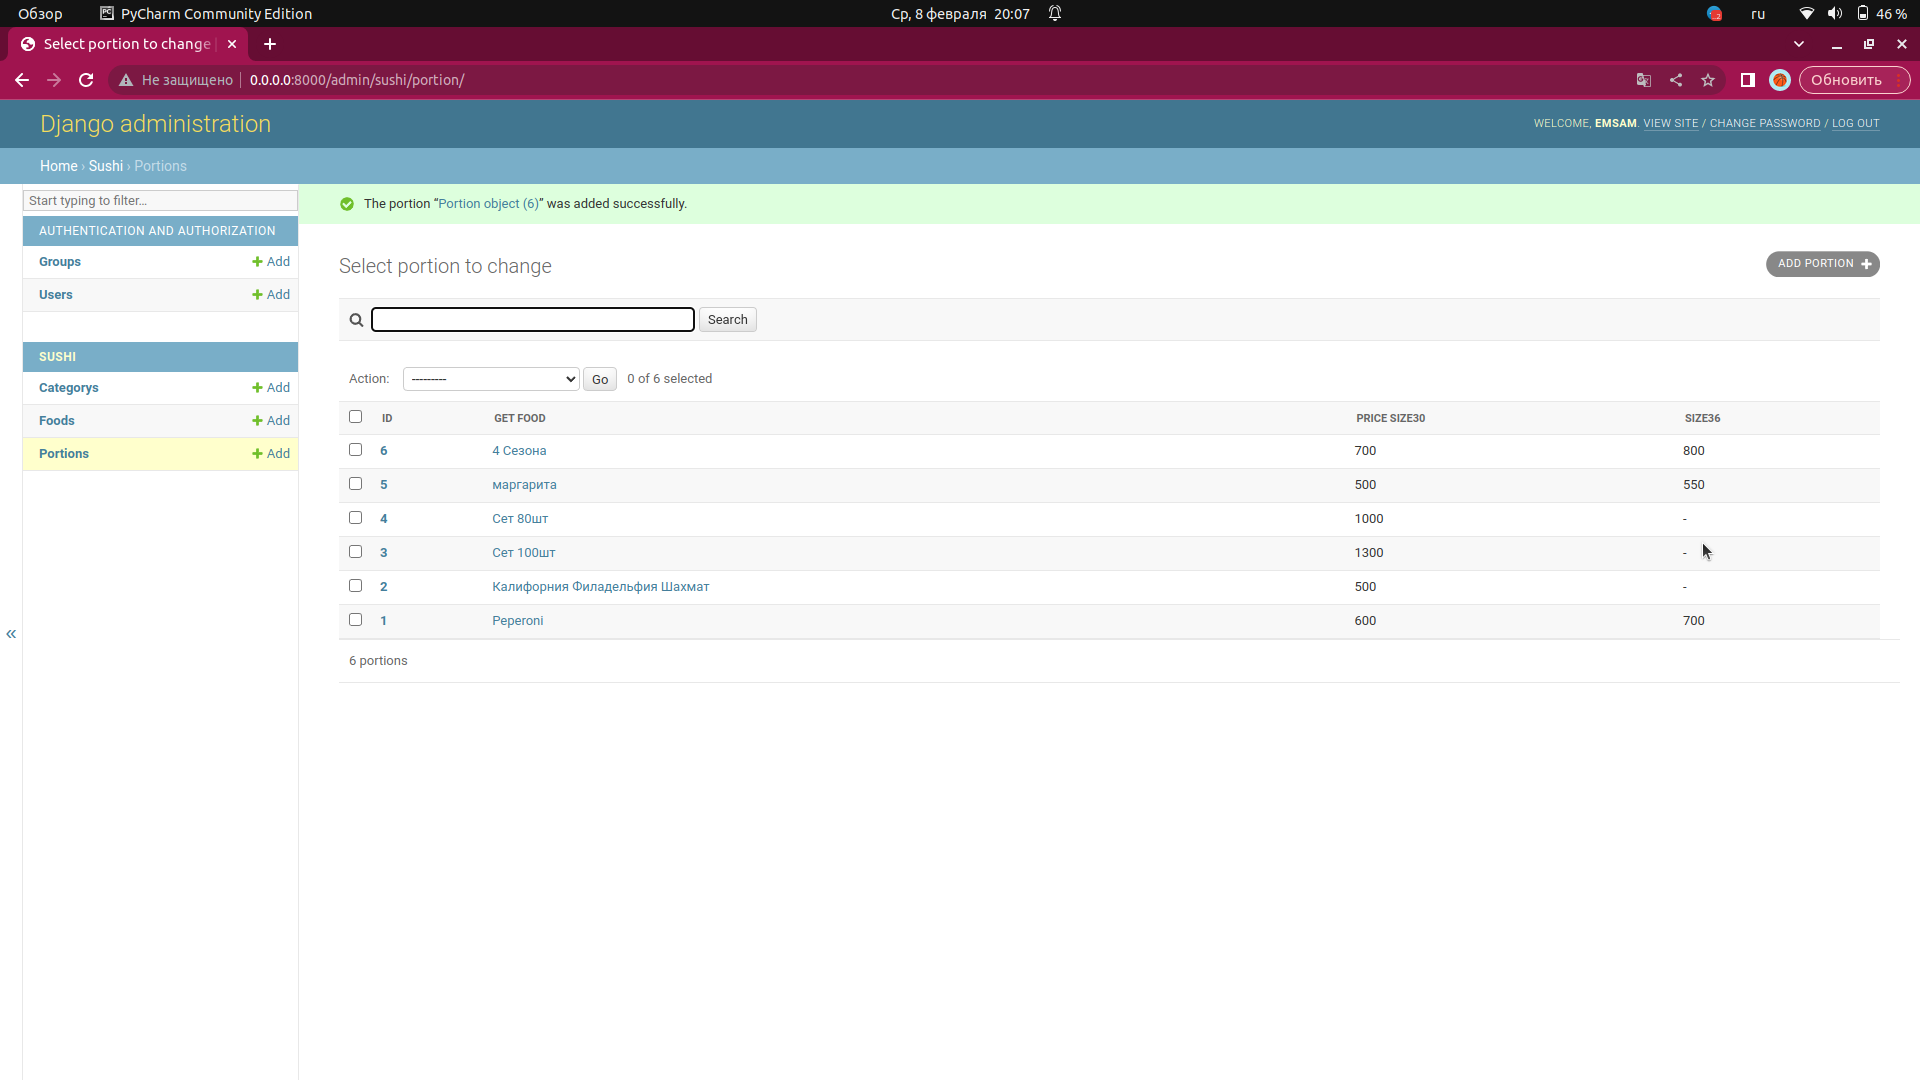 Обзор PyCharm Community Edition Ср, 8 февраля 20:07 ru 46 %
Select portion to change
Не защищено 0.0.0.0:8000/admin/sushi/portion/ Обновить
Django administration WELCOME, EMSAM. VIEW SITE / CHANGE PASSWORD / LOG OUT
Home › Sushi › Portions
Start typing to filter...
The portion “Portion object (6)” was added successfully.
AUTHENTICATION AND AUTHORIZATION
Groups Add
Users Add
SUSHI
Categorys Add
Foods Add
Portions Add
«
Select portion to change ADD PORTION
Search
Action: --------- Go 0 of 6 selected
ID GET FOOD PRICE SIZE30 SIZE36
6 4 Сезона 700 800
5 маргарита 500 550
4 Сет 80шт 1000 -
3 Сет 100шт 1300 -
2 Калифорния Филадельфия Шахмат 500 -
1 Peperoni 600 700
6 portions